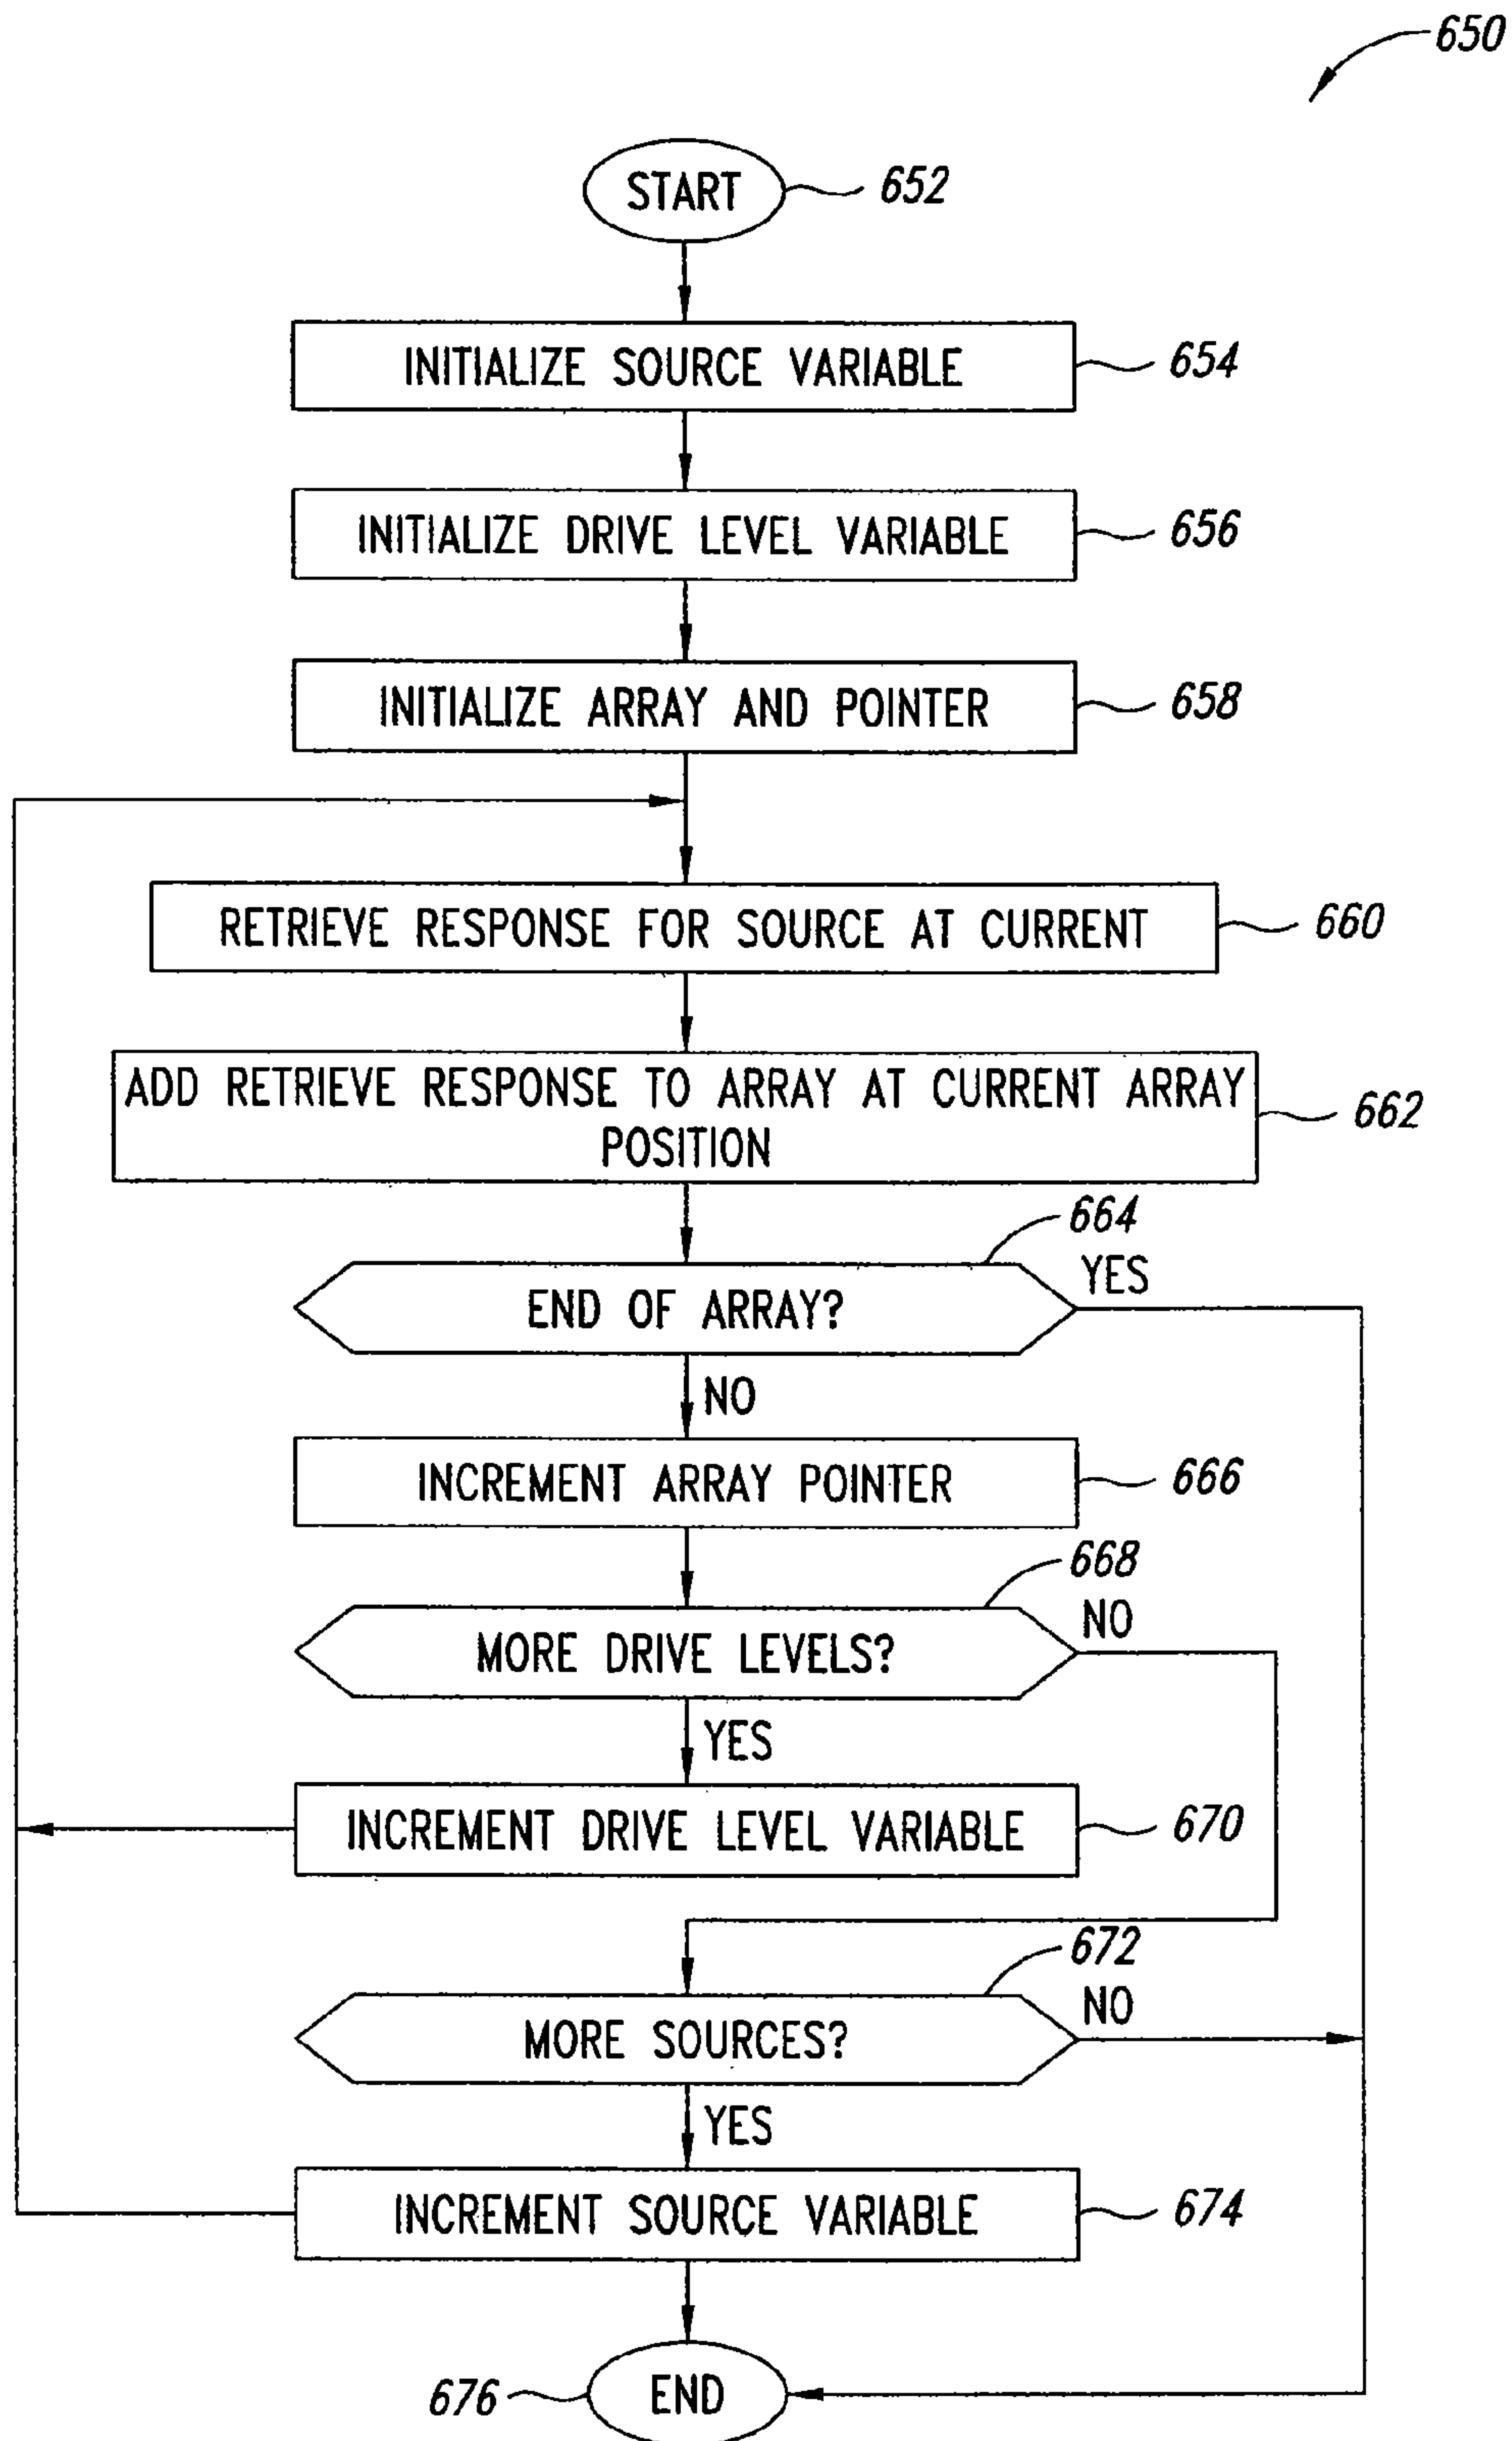 650
START
652
INITIALIZE SOURCE VARIABLE
654
INITIALIZE DRIVE LEVEL VARIABLE
656
INITIALIZE ARRAY AND POINTER
658
RETRIEVE RESPONSE FOR SOURCE AT CURRENT
660
ADD RETRIEVE RESPONSE TO ARRAY AT CURRENT ARRAY
POSITION
662
664
YES
END OF ARRAY?
NO
INCREMENT ARRAY POINTER
666
668
NO
MORE DRIVE LEVELS?
YES
INCREMENT DRIVE LEVEL VARIABLE
670
672
NO
MORE SOURCES?
YES
INCREMENT SOURCE VARIABLE
674
676
END